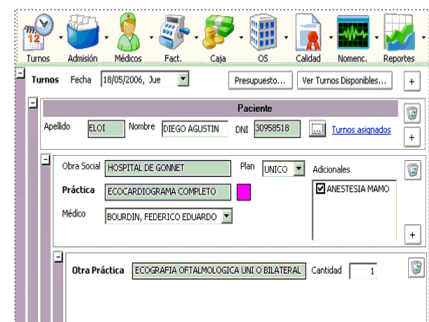 12
Turnos Admisión Médicos Fact. Caja OS Calidad Nomenc. Reportes
Turnos Fecha 18/05/2006, Jue Presupuesto... Ver Turnos Disponibles... +
Paciente
Apellido ELOI Nombre DIEGO AGUSTIN DNI 30958518 ... Turnos asignados
+
Obra Social HOSPITAL DE GONNET Plan UNICO Adicionales
Práctica ECOCARDIOGRAMA COMPLETO ANESTESIA MAMO
Médico BOURDIN, FEDERICO EDUARDO
+
Otra Práctica ECOGRAFIA OFTALMOLOGICA UNI O BILATERAL Cantidad 1